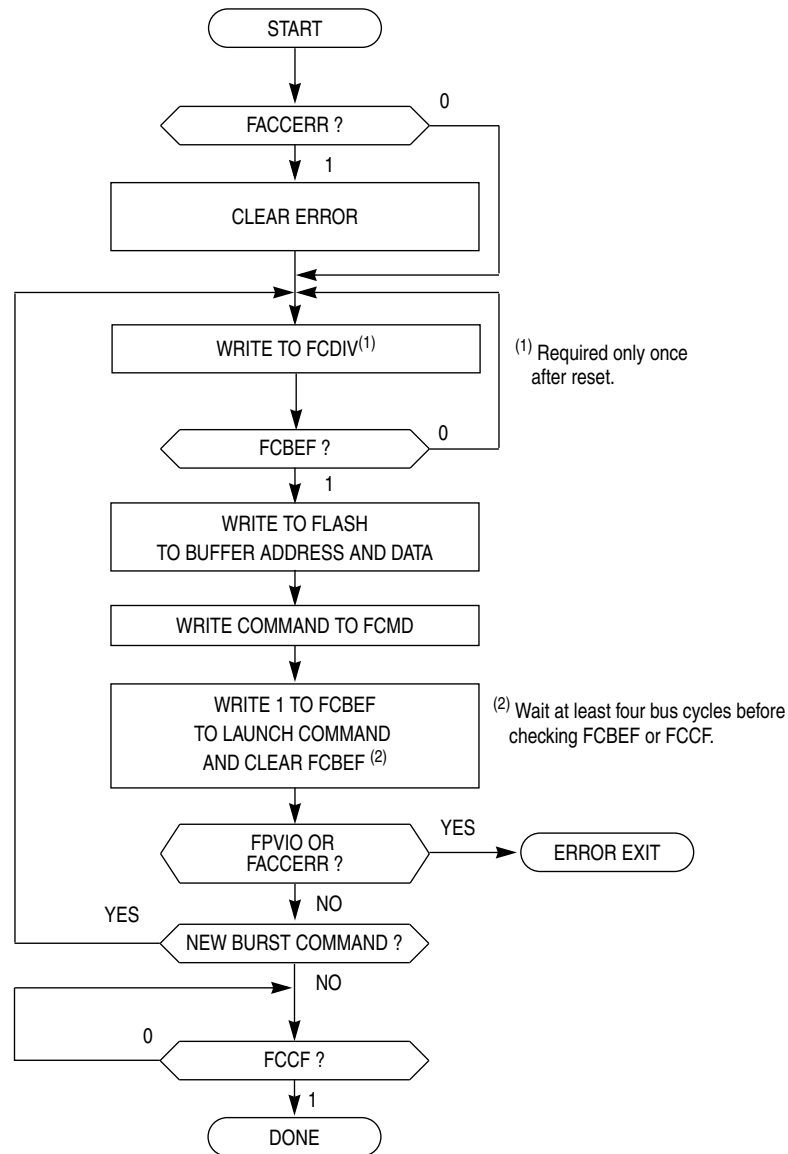 START
0
FACCERR ?
1
CLEAR ERROR
WRITE TO FCDIV(1)
(1) Required only once
after reset.
0
FCBEF ?
1
WRITE TO FLASH
TO BUFFER ADDRESS AND DATA
WRITE COMMAND TO FCMD
WRITE 1 TO FCBEF
TO LAUNCH COMMAND
AND CLEAR FCBEF (2)
(2) Wait at least four bus cycles before
checking FCBEF or FCCF.
FPVIO OR
FACCERR ?
YES
ERROR EXIT
NO
YES
NEW BURST COMMAND ?
NO
0
FCCF ?
1
DONE